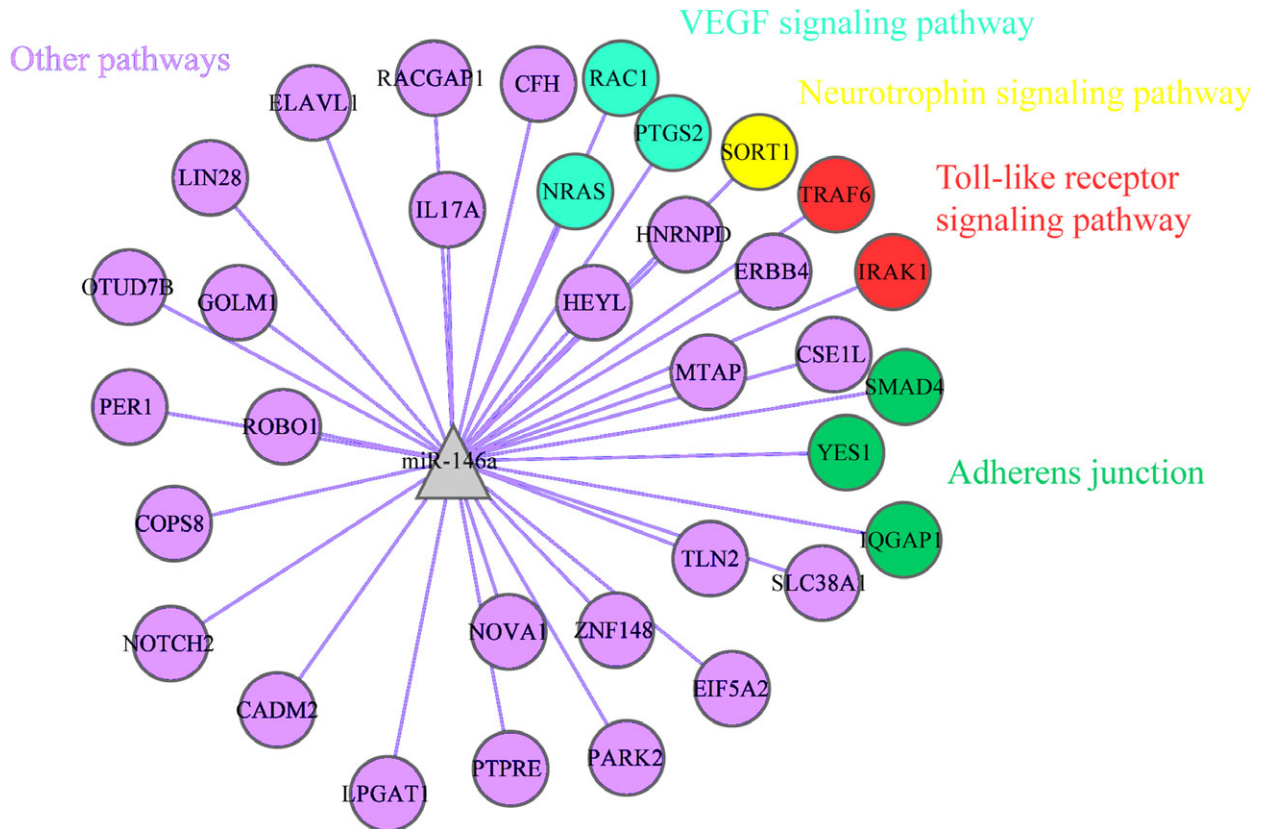 VEGF signaling pathway
Other pathways
RACGAP1
CFH
RAC1
ELAVL1
Neurotrophin signaling pathway
PTGS2
SORT1
LIN28
Toll-like receptor
signaling pathway
NRAS
TRAF6
IL17A
HNRNPD
ERBB4
IRAK1
OTUD7B
GOLM1
HEYL
CSE1L
MTAP
SMAD4
PER1
ROBO1
YES1
miR-146a
Adherens junction
COPS8
IQGAP1
TLN2
SLC38A1
NOVA1
ZNF148
NOTCH2
EIF5A2
CADM2
PARK2
PTPRE
LPGAT1